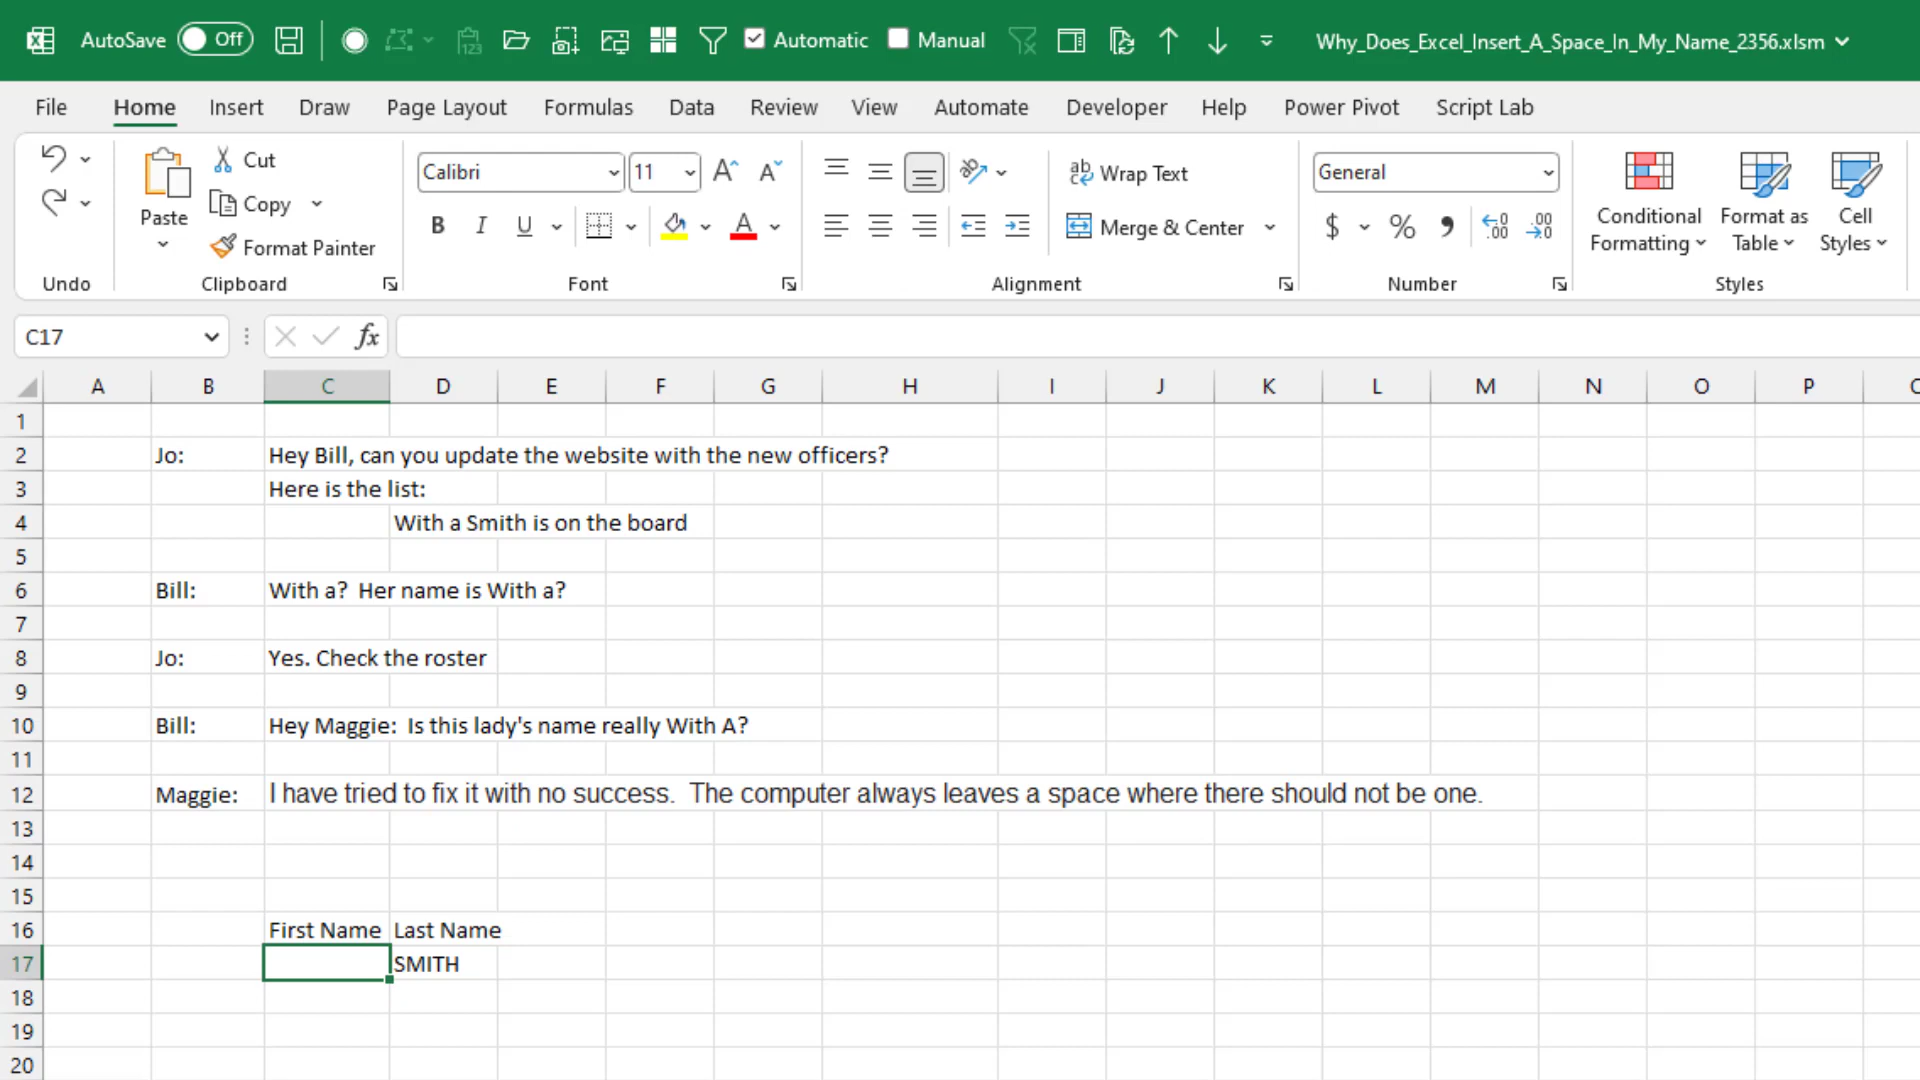 AutoSave Off Automatic Manual Why_Does_Excel_Insert_A_Space_In_My_Name_2356.xlsm
File Home Insert Draw Page Layout Formulas Data Review View Automate Developer Help Power Pivot Script Lab
Paste
Cut
Copy
Format Painter
Calibri 11
B I U A
Wrap Text
Merge & Center
General
$ %
Conditional Formatting
Format as Table
Cell Styles
Undo Clipboard Font Alignment Number Styles
C17 fx
A B C D E F G H I J K L M N O P
1
2 Jo: Hey Bill, can you update the website with the new officers?
3 Here is the list:
4 With a Smith is on the board
5
6 Bill: With a?  Her name is With a?
7
8 Jo: Yes. Check the roster
9
10 Bill: Hey Maggie:  Is this lady's name really With A?
11
12 Maggie: I have tried to fix it with no success.  The computer always leaves a space where there should not be one.
13
14
15
16 First Name Last Name
17 SMITH
18
19
20